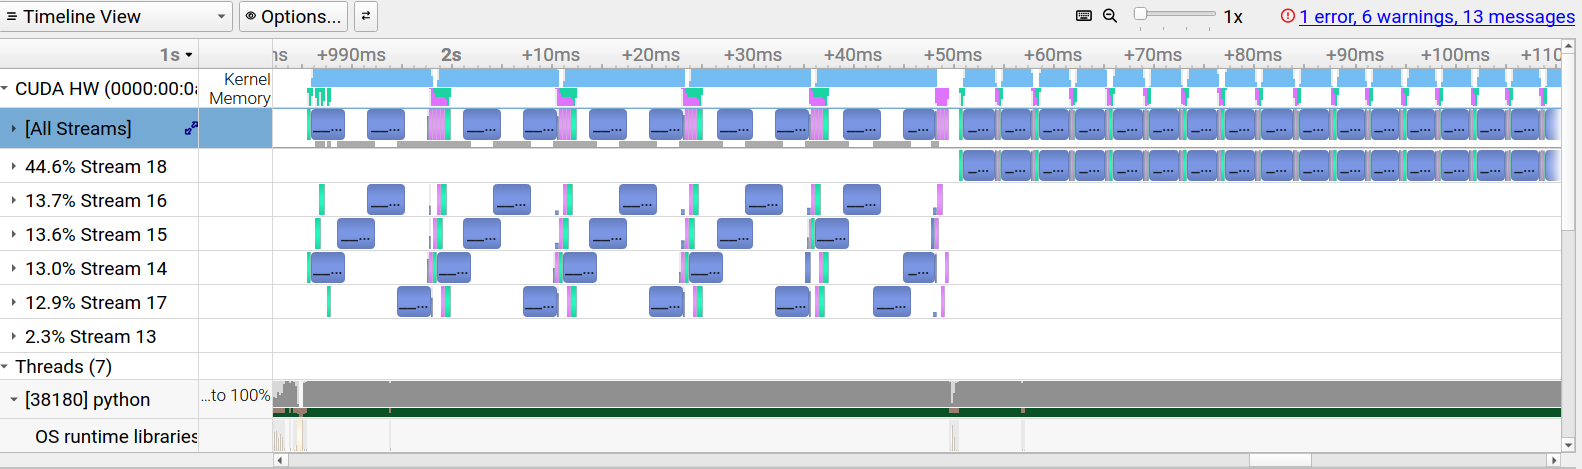 Timeline View Options... 1x 1 error, 6 warnings, 13 messages
1s ns +990ms 2s +10ms +20ms +30ms +40ms +50ms +60ms +70ms +80ms +90ms +100ms +110
CUDA HW (0000:00:0a Kernel
Memory
[All Streams]
44.6% Stream 18
13.7% Stream 16
13.6% Stream 15
13.0% Stream 14
12.9% Stream 17
2.3% Stream 13
Threads (7)
[38180] python ...to 100%
OS runtime libraries